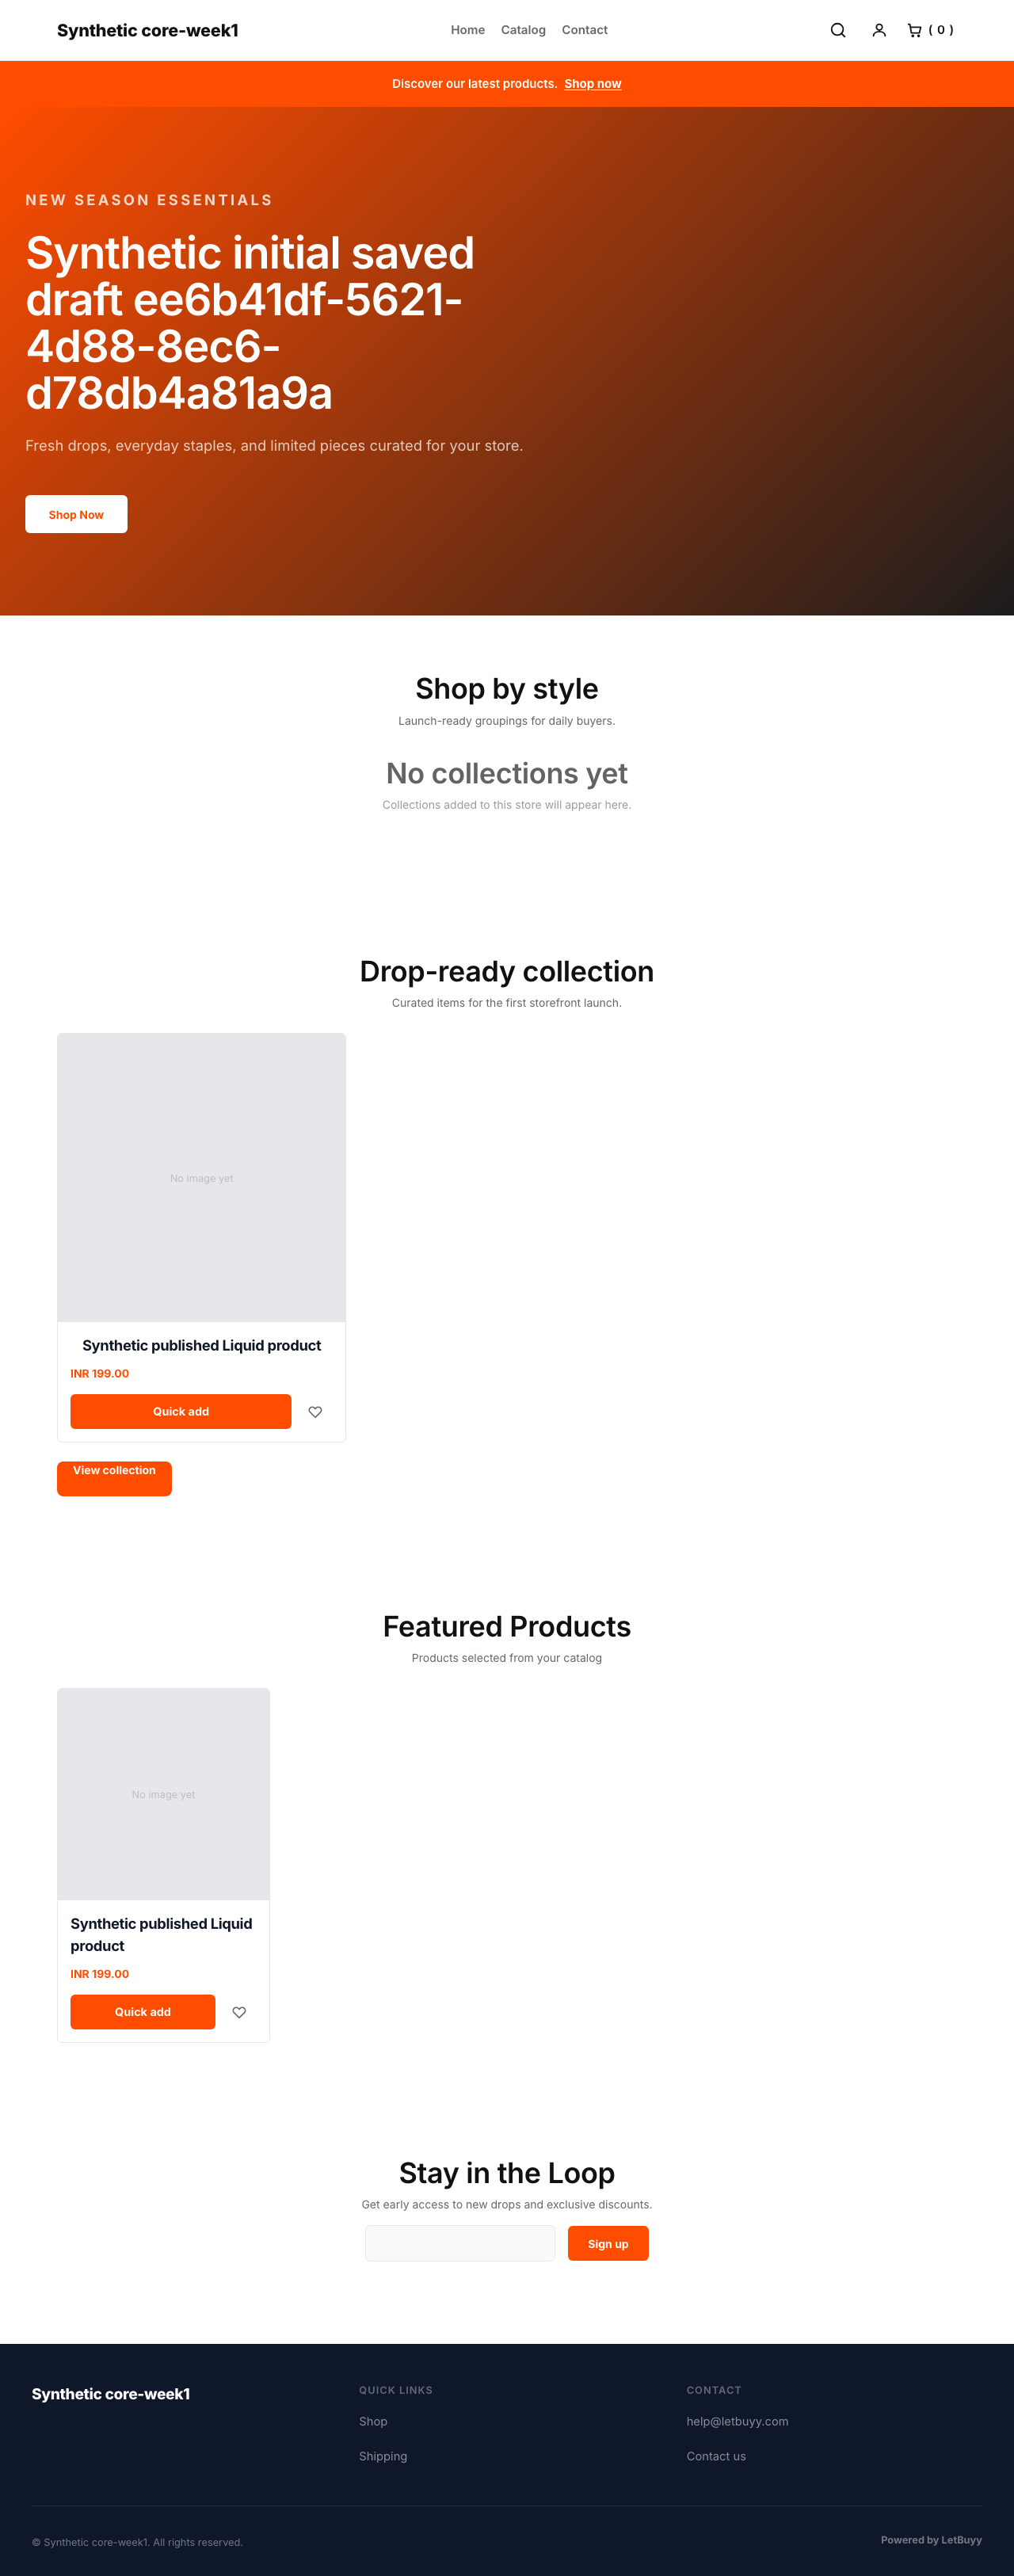 Synthetic core-week1
Home Catalog Contact
( 0 )
Discover our latest products. Shop now
NEW SEASON ESSENTIALS
Synthetic initial saved
draft ee6b41df-5621-
4d88-8ec6-
d78db4a81a9a
Fresh drops, everyday staples, and limited pieces curated for your store.
Shop Now
Shop by style
Launch-ready groupings for daily buyers.
No collections yet
Collections added to this store will appear here.
Drop-ready collection
Curated items for the first storefront launch.
No image yet
Synthetic published Liquid product
INR 199.00
Quick add
View collection
Featured Products
Products selected from your catalog
No image yet
Synthetic published Liquid
product
INR 199.00
Quick add
Stay in the Loop
Get early access to new drops and exclusive discounts.
Sign up
Synthetic core-week1
QUICK LINKS
Shop
Shipping
CONTACT
help@letbuyy.com
Contact us
© Synthetic core-week1. All rights reserved.
Powered by LetBuyy